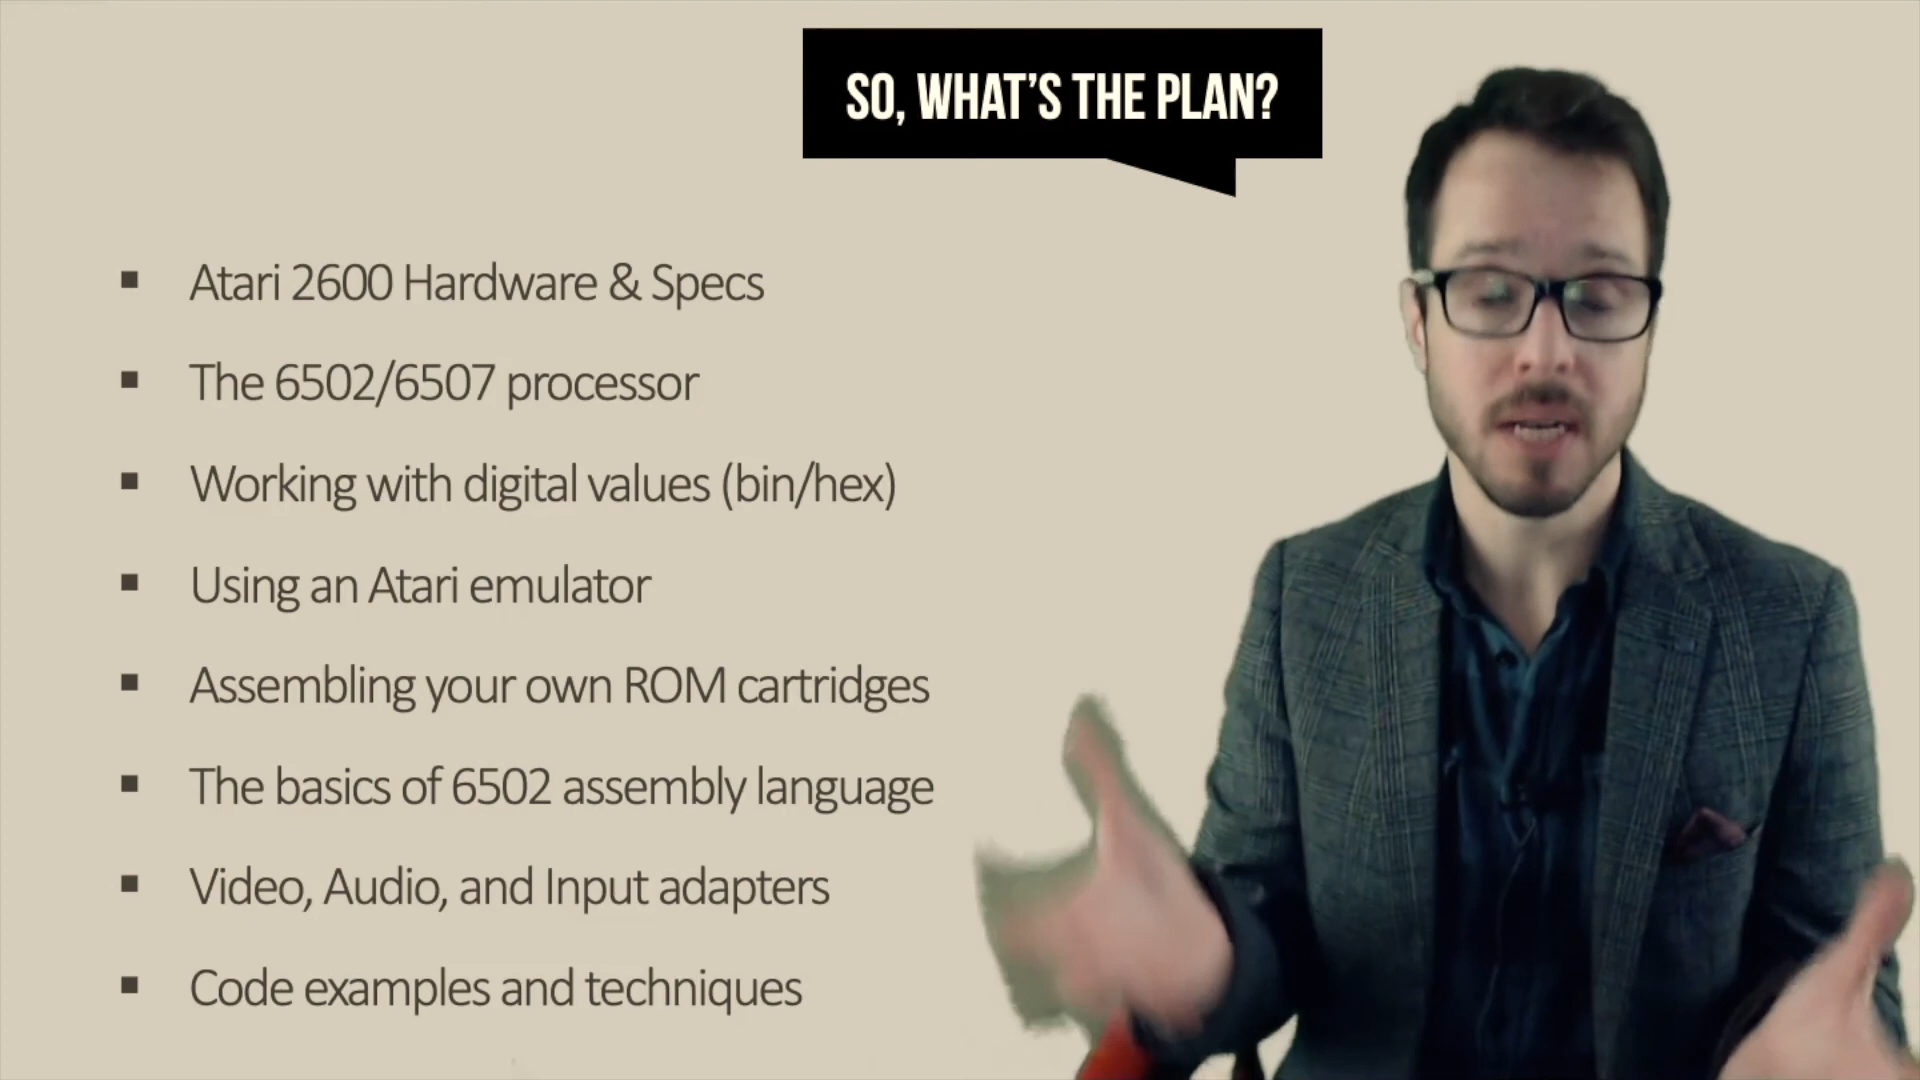 SO, WHAT'S THE PLAN?
Atari 2600 Hardware & Specs
The 6502/6507 processor
Working with digital values (bin/hex)
Using an Atari emulator
Assembling your own ROM cartridges
The basics of 6502 assembly language
Video, Audio, and Input adapters
Code examples and techniques